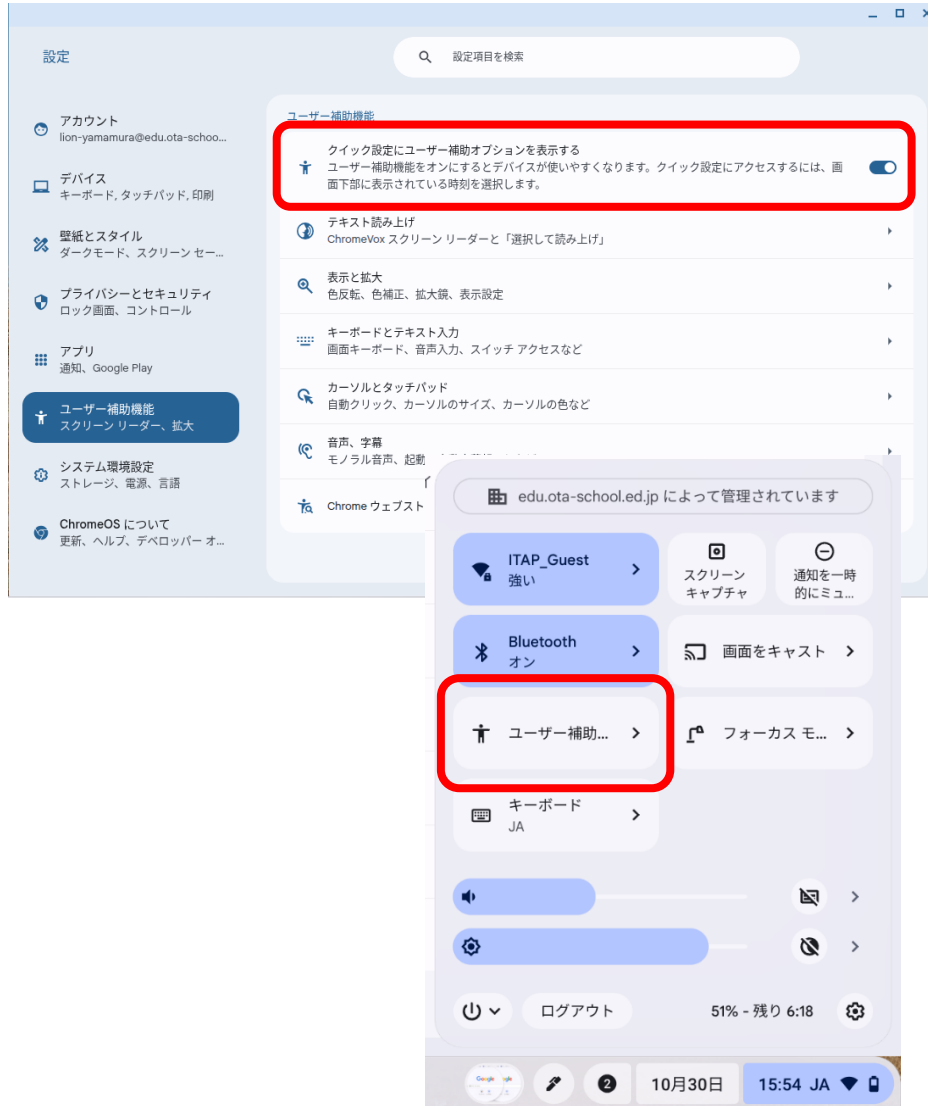 設定
設定項目を検索
アカウント
lion-yamamura@edu.ota-schoo...
デバイス
キーボード, タッチパッド, 印刷
壁紙とスタイル
ダークモード、スクリーン セー...
プライバシーとセキュリティ
ロック画面、コントロール
アプリ
通知、Google Play
ユーザー補助機能
スクリーン リーダー、拡大
システム環境設定
ストレージ、電源、言語
ChromeOS について
更新、ヘルプ、デベロッパー オ...
ユーザー補助機能
クイック設定にユーザー補助オプションを表示する
ユーザー補助機能をオンにするとデバイスが使いやすくなります。クイック設定にアクセスするには、画
面下部に表示されている時刻を選択します。
テキスト読み上げ
ChromeVox スクリーン リーダーと「選択して読み上げ」
表示と拡大
色反転、色補正、拡大鏡、表示設定
キーボードとテキスト入力
画面キーボード、音声入力、スイッチ アクセスなど
カーソルとタッチパッド
自動クリック、カーソルのサイズ、カーソルの色など
音声、字幕
モノラル音声、起動
Chrome ウェブスト
edu.ota-school.ed.jp によって管理されています
ITAP_Guest
強い
スクリーン
キャプチャ
通知を一時
的にミュ...
Bluetooth
オン
画面をキャスト
ユーザー補助...
フォーカス モ...
キーボード
JA
ログアウト
51% - 残り 6:18
2
10月30日
15:54 JA